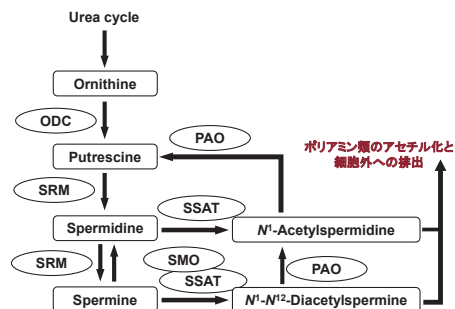 Urea cycle
Ornithine
ODC
PAO
Putrescine
ポリアミン類のアセチル化と
細胞外への排出
SRM
SSAT
Spermidine
N¹-Acetylspermidine
SRM
SMO
SSAT
PAO
Spermine
N¹-N¹²-Diacetylspermine